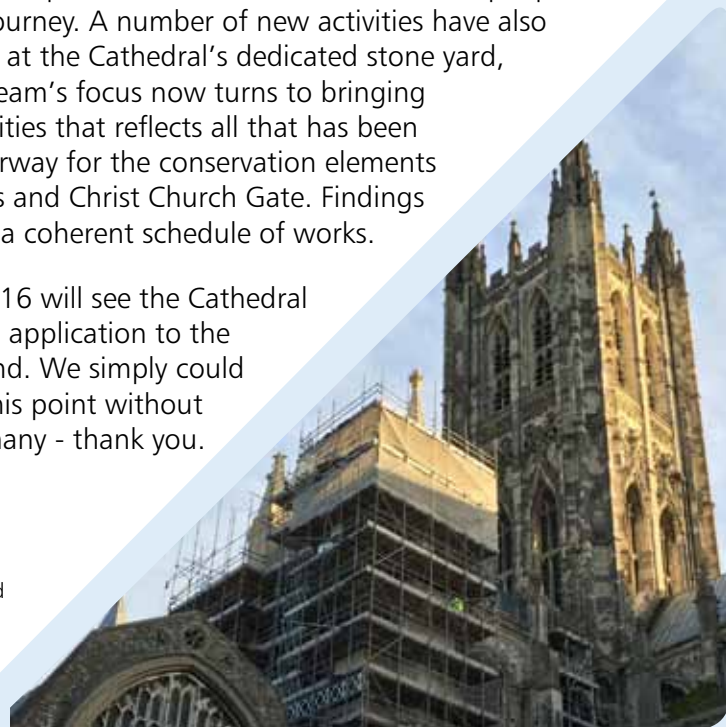 ourney. A number of new activities have also
at the Cathedral's dedicated stone yard,
eam's focus now turns to bringing
ities that reflects all that has been
rway for the conservation elements
s and Christ Church Gate. Findings
a coherent schedule of works.
16 will see the Cathedral
application to the
nd. We simply could
his point without
any - thank you.
d